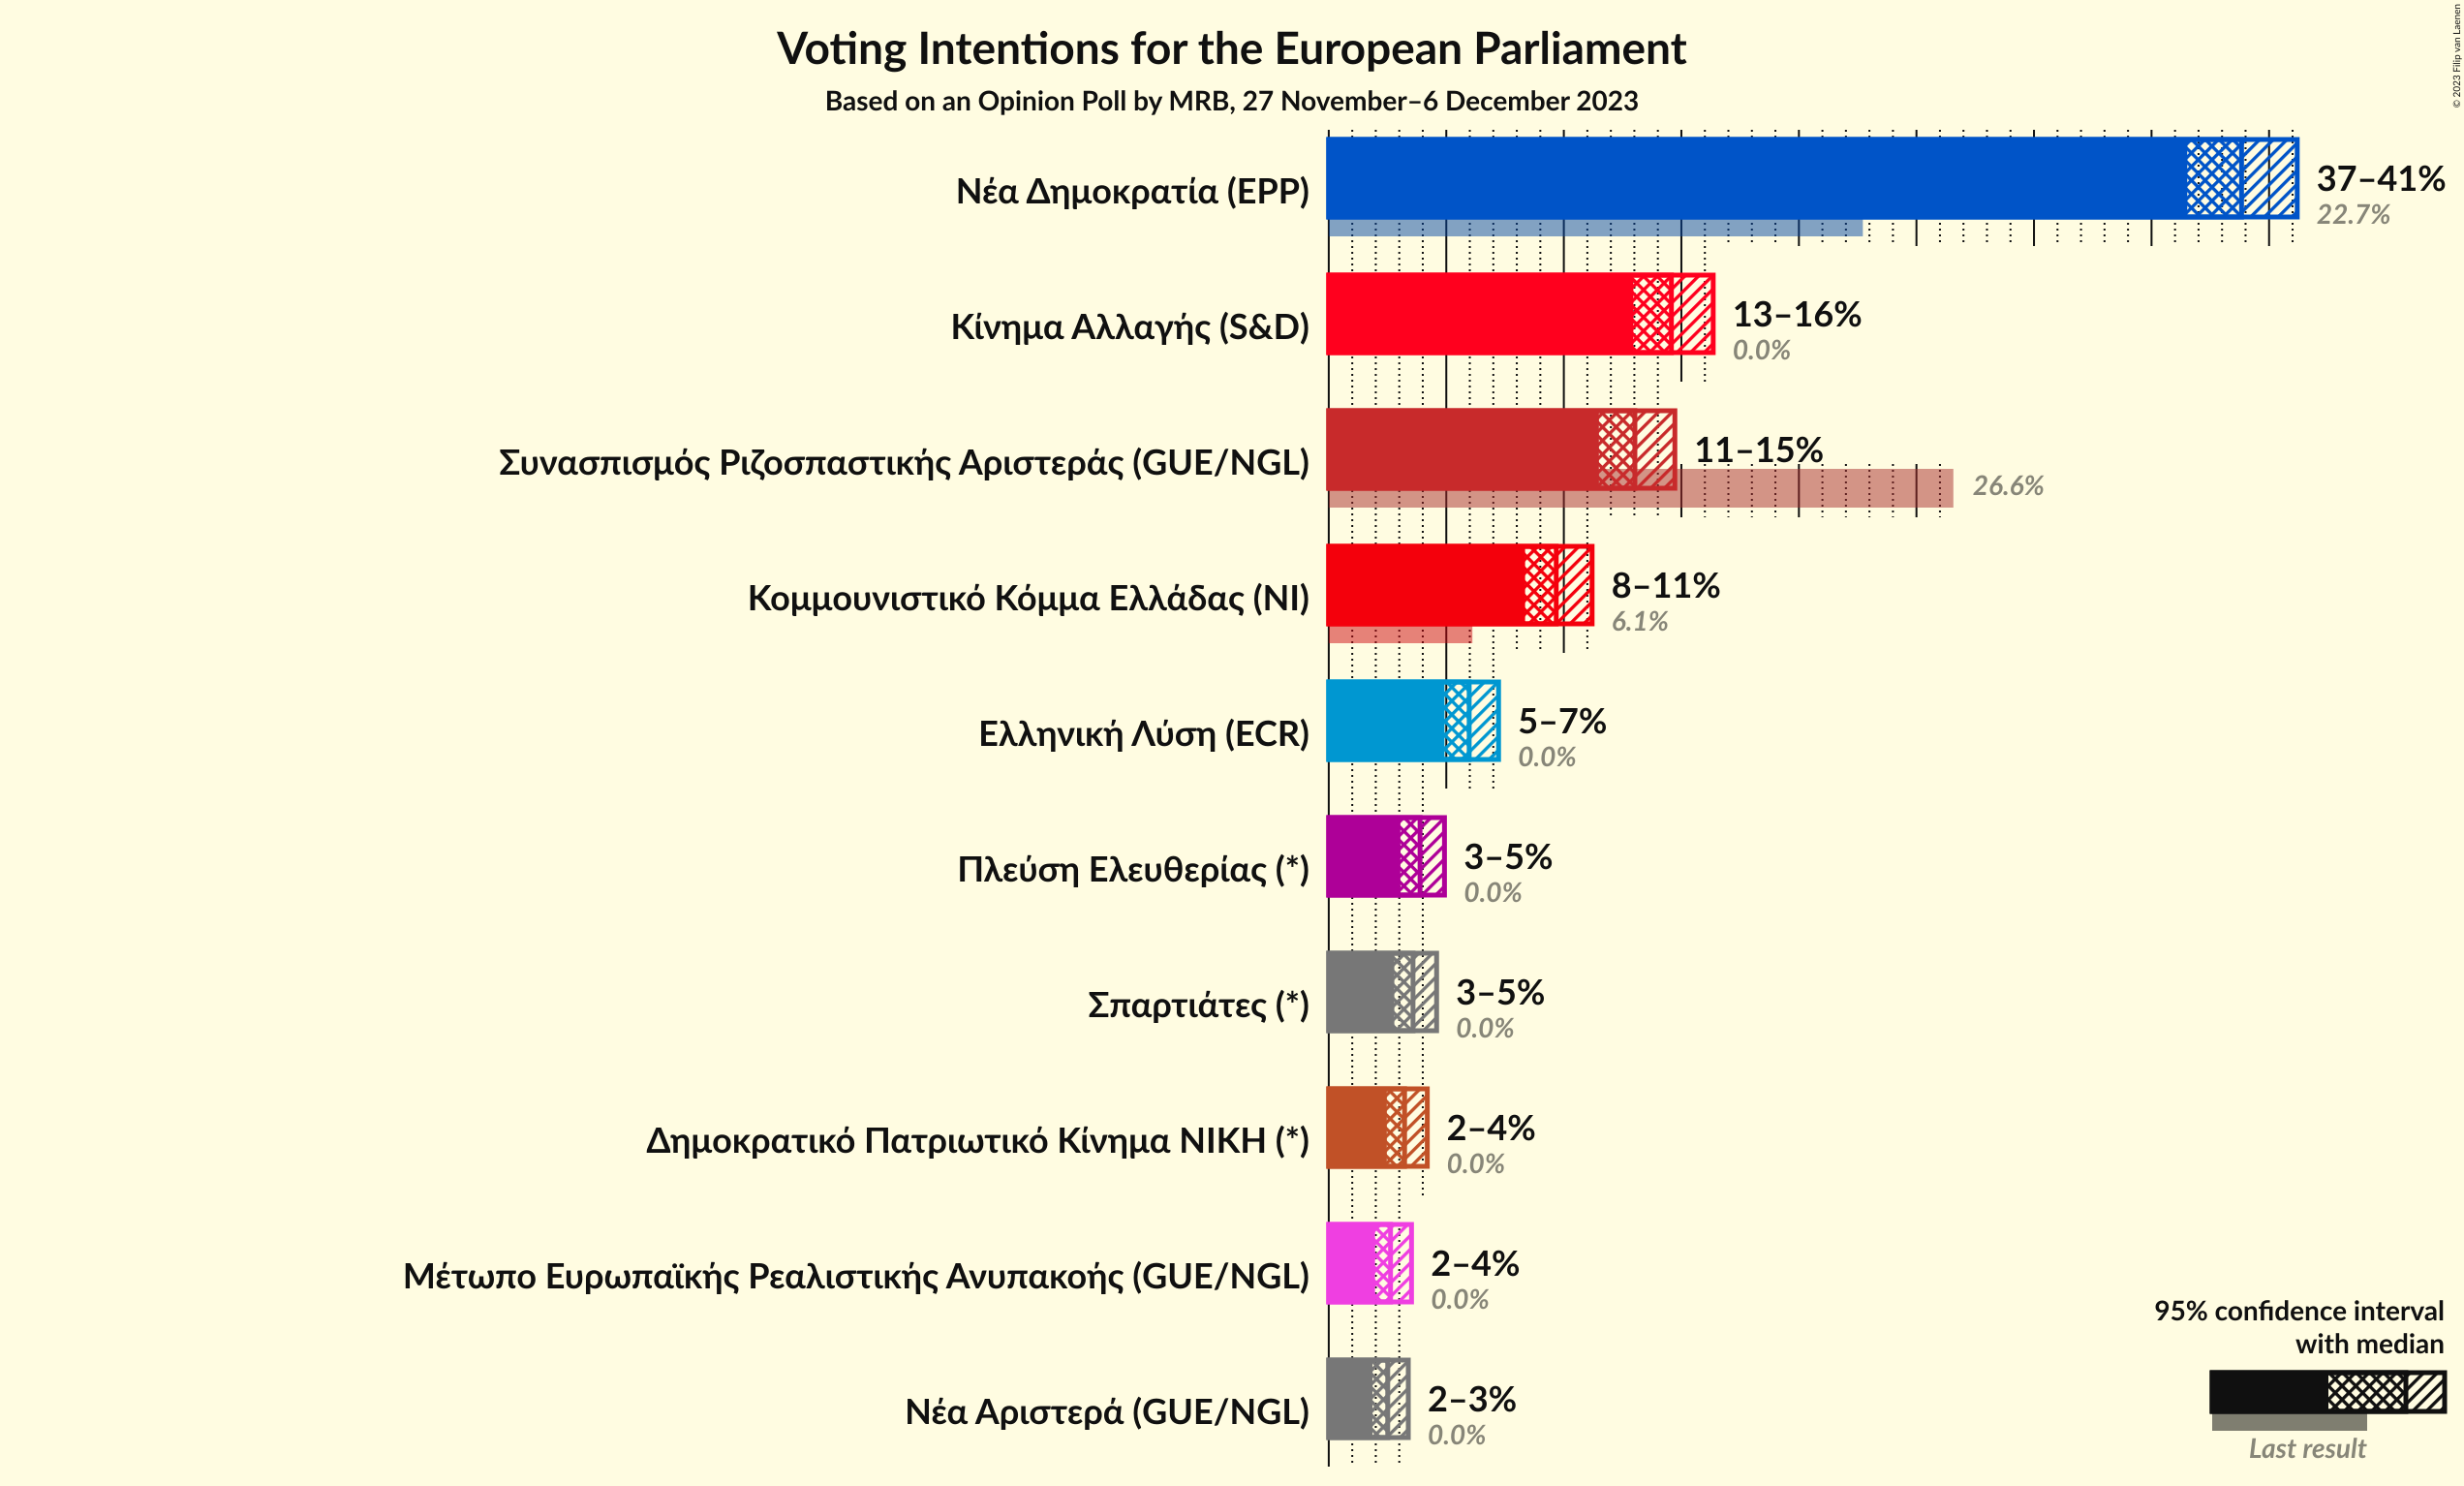 Voting Intentions for the European Parliament
Based on an Opinion Poll by MRB, 27 November–6 December 2023
© 2023 Filip van Laenen
Νέα Δημοκρατία (EPP)
37–41%
22.7%
Κίνημα Αλλαγής (S&D)
13–16%
0.0%
Συνασπισμός Ριζοσπαστικής Αριστεράς (GUE/NGL)
11–15%
26.6%
Κομμουνιστικό Κόμμα Ελλάδας (NI)
8–11%
6.1%
Ελληνική Λύση (ECR)
5–7%
0.0%
Πλεύση Ελευθερίας (*)
3–5%
0.0%
Σπαρτιάτες (*)
3–5%
0.0%
Δημοκρατικό Πατριωτικό Κίνημα ΝΙΚΗ (*)
2–4%
0.0%
Μέτωπο Ευρωπαϊκής Ρεαλιστικής Ανυπακοής (GUE/NGL)
2–4%
0.0%
Νέα Αριστερά (GUE/NGL)
2–3%
0.0%
95% confidence interval
with median
Last result